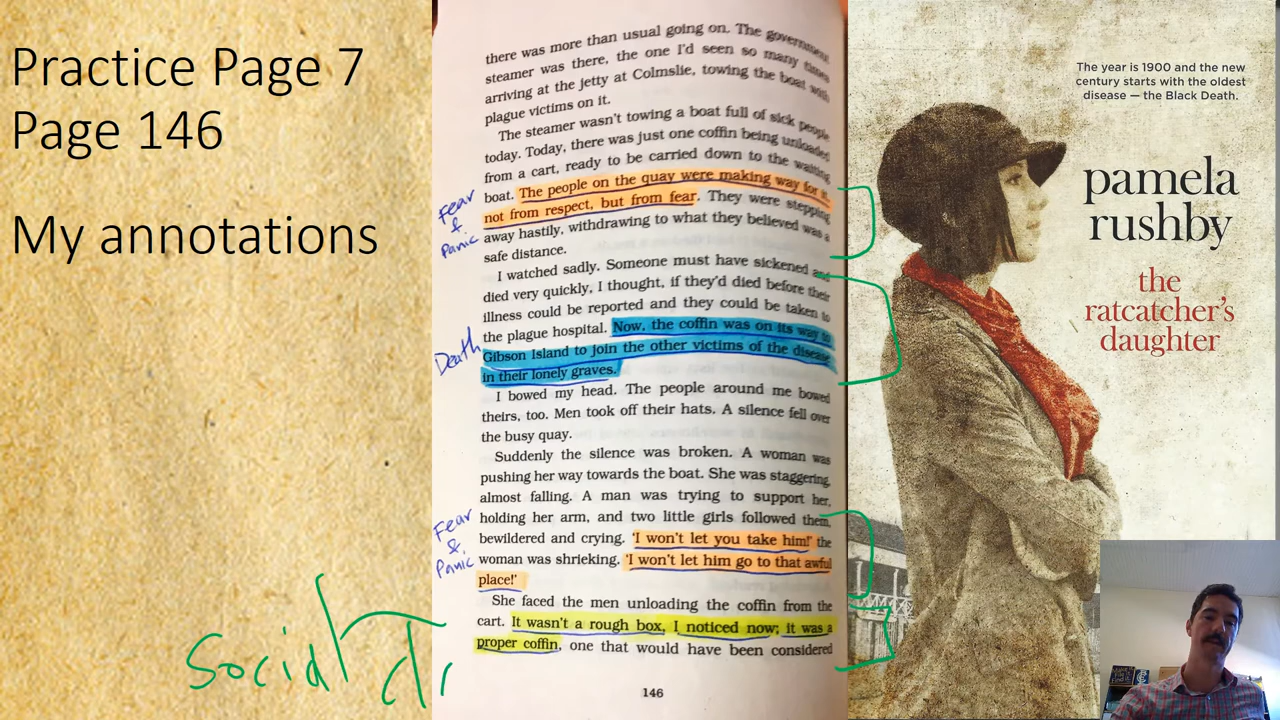 Practice Page 7
Page 146
My annotations
social
there was more than usual going on. The government
steamer was there, the one I'd seen so many times
arriving at the jetty at Colmslie, towing the boat with
plague victims on it.
The steamer wasn't towing a boat full of sick people
today. Today, there was just one coffin being unloaded
from a cart, ready to be carried down to the waiting
boat. The people on the quay were making way for it,
not from respect, but from fear. They were stepping
away hastily, withdrawing to what they believed was a
safe distance.
I watched sadly. Someone must have sickened and
died very quickly, I thought, if they'd died before their
illness could be reported and they could be taken to
the plague hospital. Now, the coffin was on its way to
Gibson Island to join the other victims of the disease
in their lonely graves.
I bowed my head. The people around me bowed
theirs, too. Men took off their hats. A silence fell over
the busy quay.
Suddenly the silence was broken. A woman was
pushing her way towards the boat. She was staggering,
almost falling. A man was trying to support her,
holding her arm, and two little girls followed them,
bewildered and crying. 'I won't let you take him!' the
woman was shrieking. 'I won't let him go to that awful
place!'
She faced the men unloading the coffin from the
cart. It wasn't a rough box, I noticed now; it was a
proper coffin, one that would have been considered
146
Fear
&
Panic
Death
Fear
&
Panic
The year is 1900 and the new
century starts with the oldest
disease — the Black Death.
pamela
rushby
the
ratcatcher's
daughter